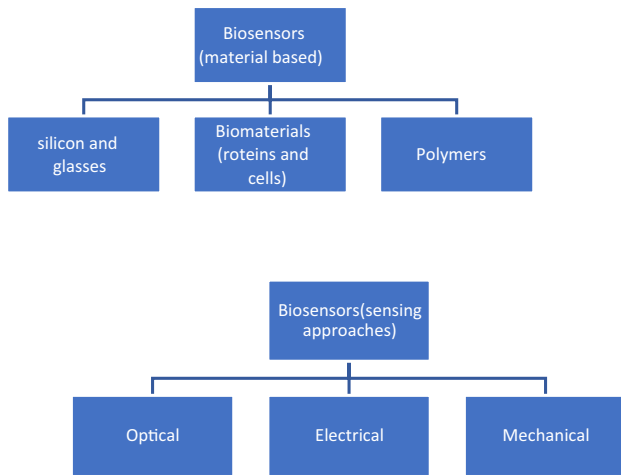 Biosensors
(material based)
silicon and
glasses
Biomaterials
(roteins and
cells)
Polymers
Biosensors(sensing
approaches)
Optical
Electrical
Mechanical